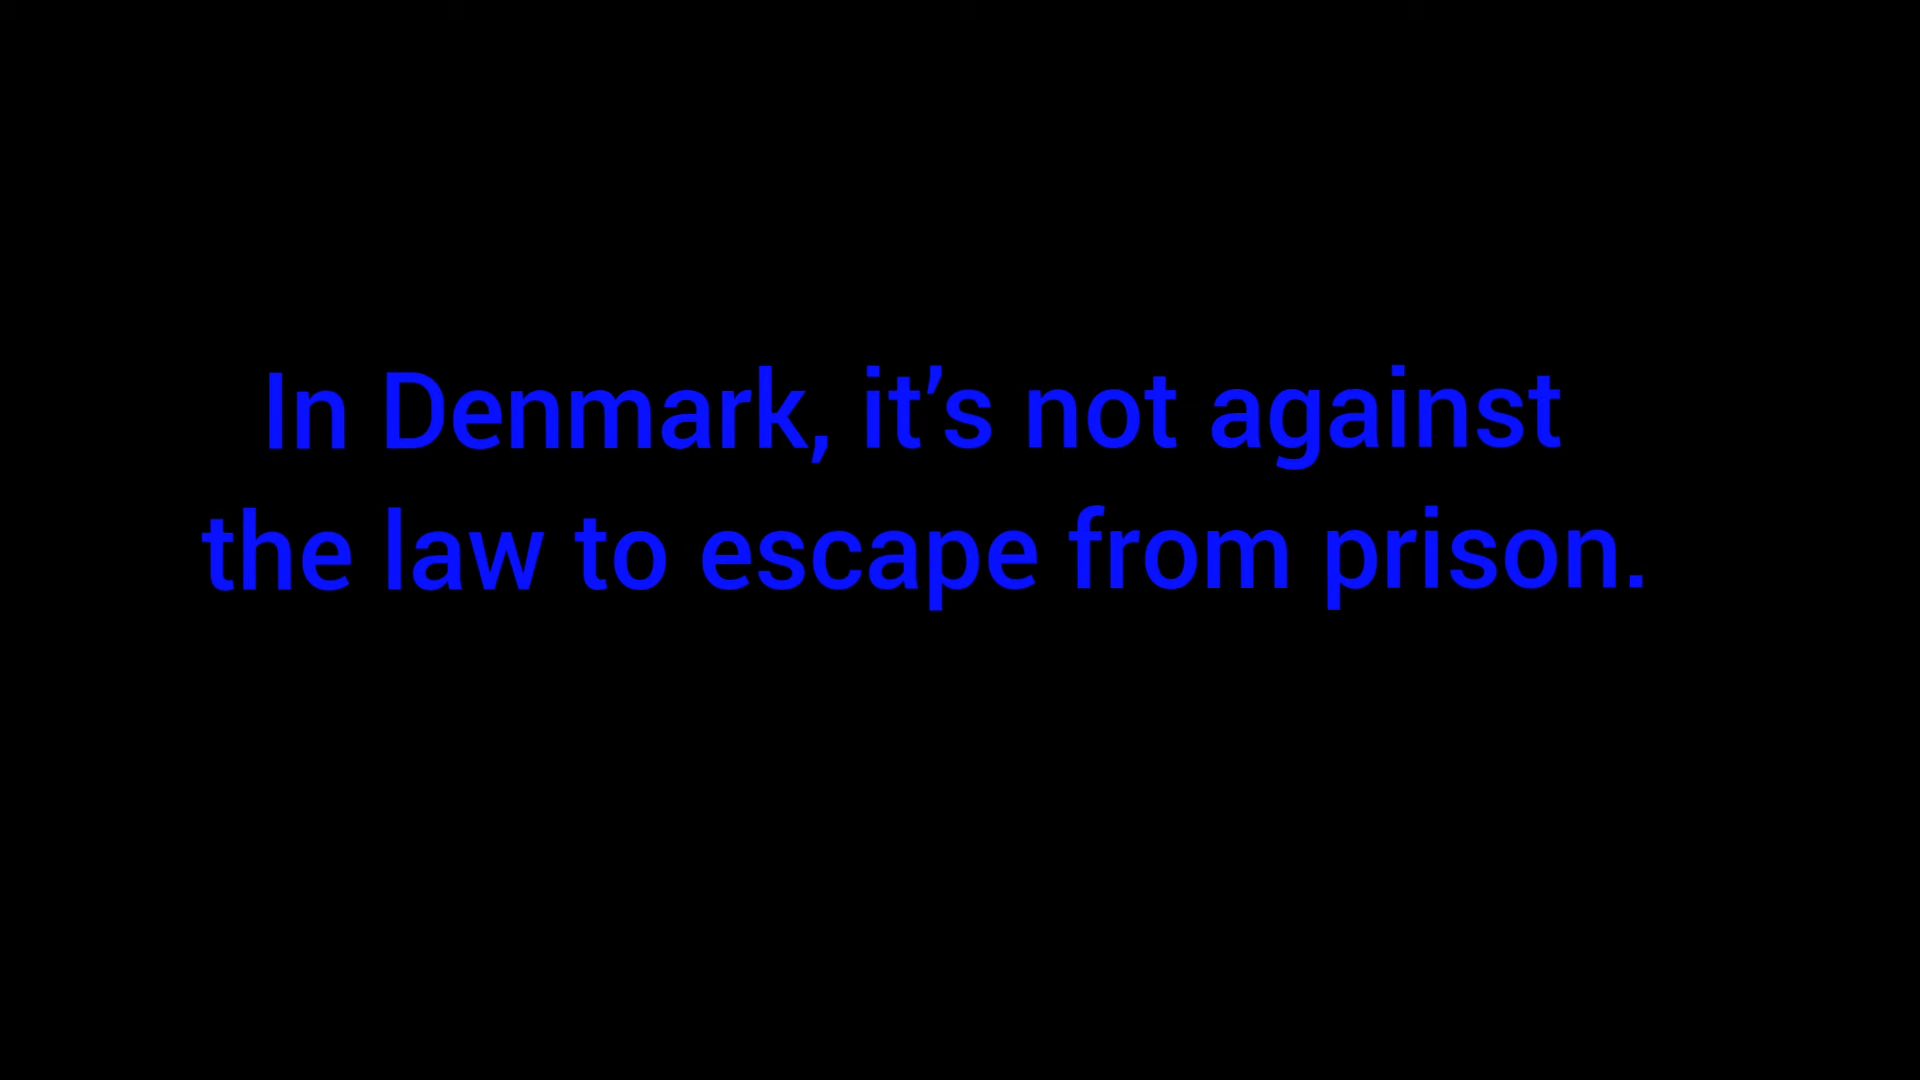 In Denmark, it’s not against
the law to escape from prison.